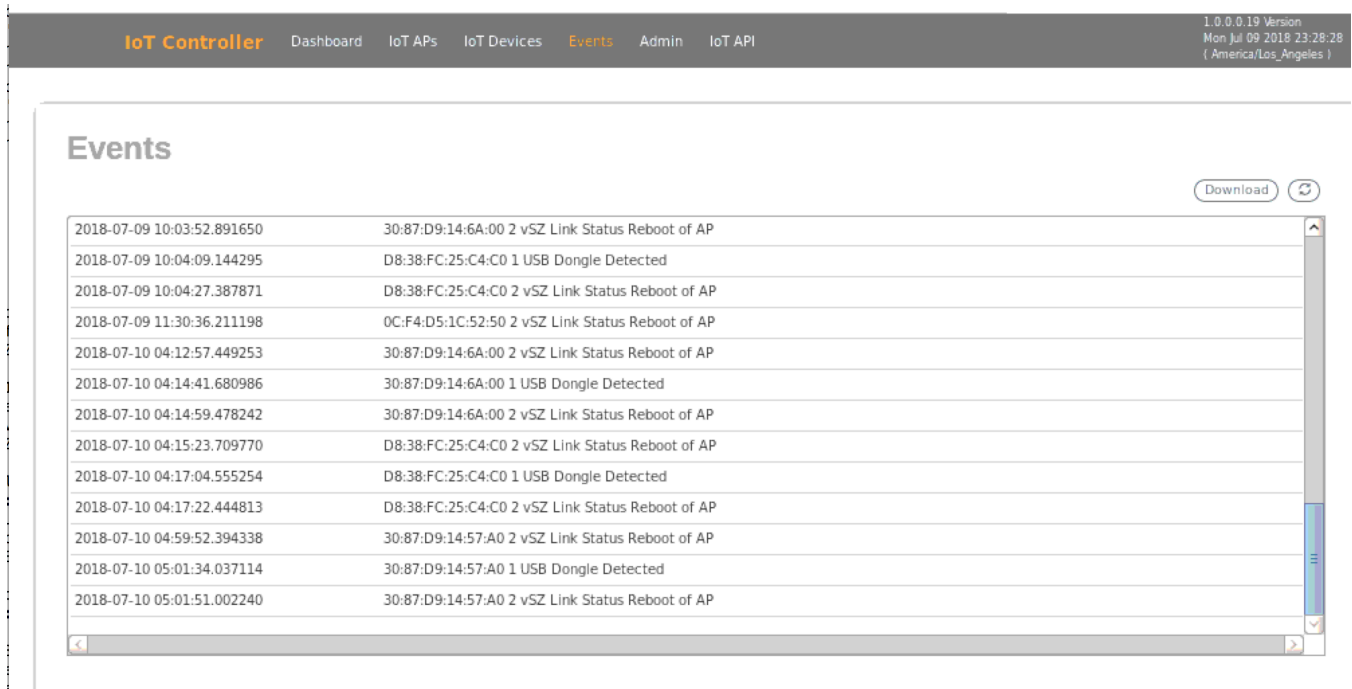 IoT Controller Dashboard IoT APs IoT Devices Events Admin IoT API
1.0.0.0.19 Version
Mon Jul 09 2018 23:28:28
( America/Los_Angeles )
Events
Download
2018-07-09 10:03:52.891650 30:87:D9:14:6A:00 2 vSZ Link Status Reboot of AP
2018-07-09 10:04:09.144295 D8:38:FC:25:C4:C0 1 USB Dongle Detected
2018-07-09 10:04:27.387871 D8:38:FC:25:C4:C0 2 vSZ Link Status Reboot of AP
2018-07-09 11:30:36.211198 0C:F4:D5:1C:52:50 2 vSZ Link Status Reboot of AP
2018-07-10 04:12:57.449253 30:87:D9:14:6A:00 2 vSZ Link Status Reboot of AP
2018-07-10 04:14:41.680986 30:87:D9:14:6A:00 1 USB Dongle Detected
2018-07-10 04:14:59.478242 30:87:D9:14:6A:00 2 vSZ Link Status Reboot of AP
2018-07-10 04:15:23.709770 D8:38:FC:25:C4:C0 2 vSZ Link Status Reboot of AP
2018-07-10 04:17:04.555254 D8:38:FC:25:C4:C0 1 USB Dongle Detected
2018-07-10 04:17:22.444813 D8:38:FC:25:C4:C0 2 vSZ Link Status Reboot of AP
2018-07-10 04:59:52.394338 30:87:D9:14:57:A0 2 vSZ Link Status Reboot of AP
2018-07-10 05:01:34.037114 30:87:D9:14:57:A0 1 USB Dongle Detected
2018-07-10 05:01:51.002240 30:87:D9:14:57:A0 2 vSZ Link Status Reboot of AP